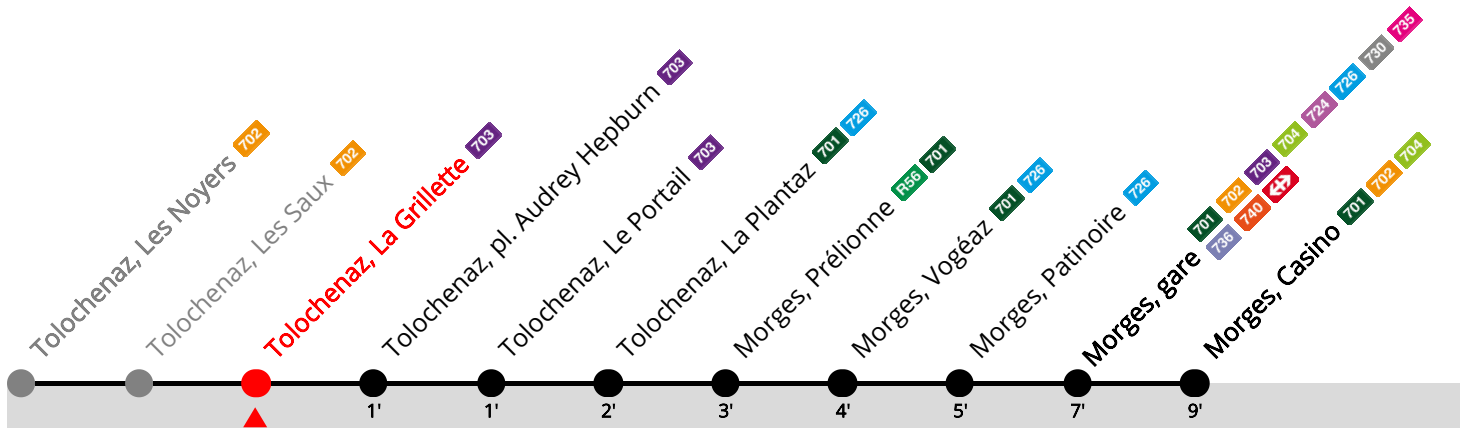 Tolochenaz, Les Noyers 702
Tolochenaz, Les Saux 702
Tolochenaz, La Grillette 703
Tolochenaz, pl. Audrey Hepburn 703
Tolochenaz, Le Portail 703
Tolochenaz, La Plantaz 701 726
Morges, Prélionne R56 701
Morges, Vogéaz 701 726
Morges, Patinoire 726
Morges, gare 701 702 703 704 724 726 730 735
736 740
Morges, Casino 701 702 704
1' 1' 2' 3' 4' 5' 7' 9'